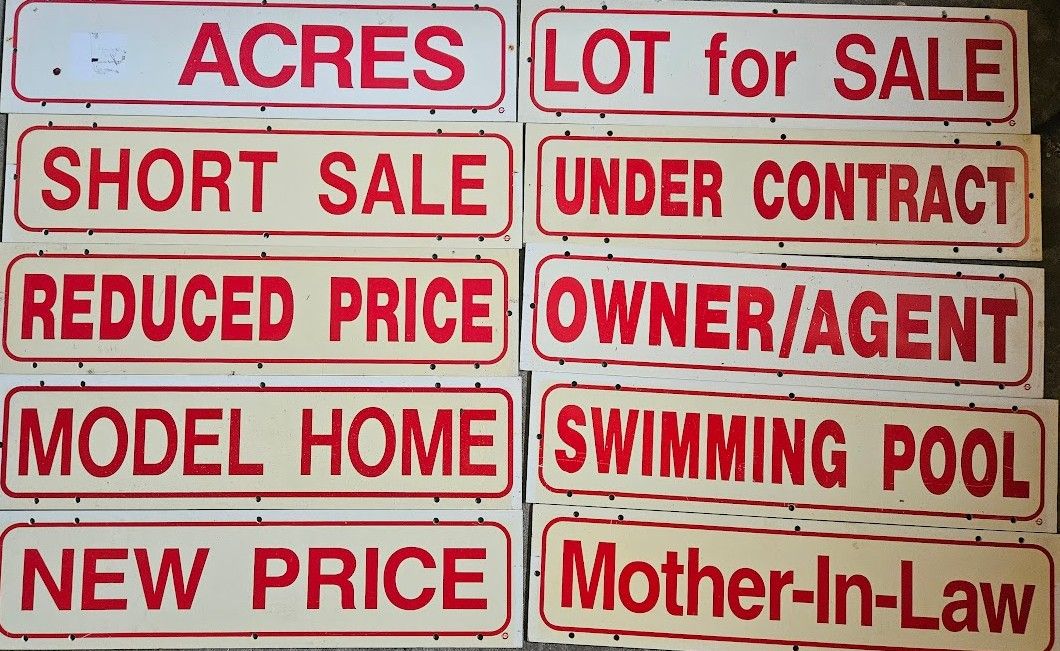 ACRES
SHORT SALE
REDUCED PRICE
MODEL HOME
NEW PRICE
LOT for SALE
UNDER CONTRACT
OWNER/AGENT
SWIMMING POOL
Mother-In-Law